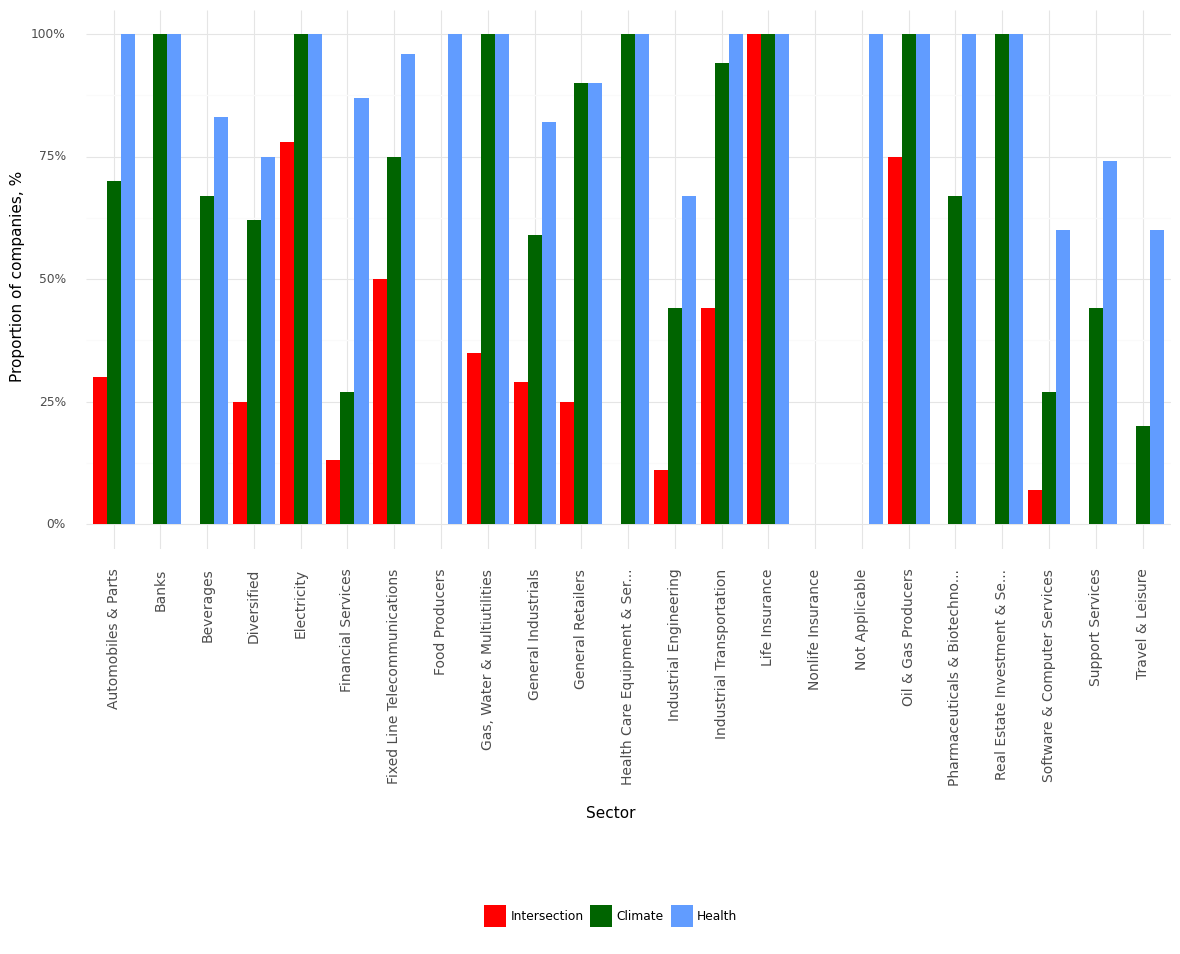 100%
75%
50%
25%
0%
Proportion of companies, %
Automobiles & Parts
Banks
Beverages
Diversified
Electricity
Financial Services
Fixed Line Telecommunications
Food Producers
Gas, Water & Multiutilities
General Industrials
General Retailers
Health Care Equipment & Ser...
Industrial Engineering
Industrial Transportation
Life Insurance
Nonlife Insurance
Not Applicable
Oil & Gas Producers
Pharmaceuticals & Biotechno...
Real Estate Investment & Se...
Software & Computer Services
Support Services
Travel & Leisure
Sector
Intersection
Climate
Health